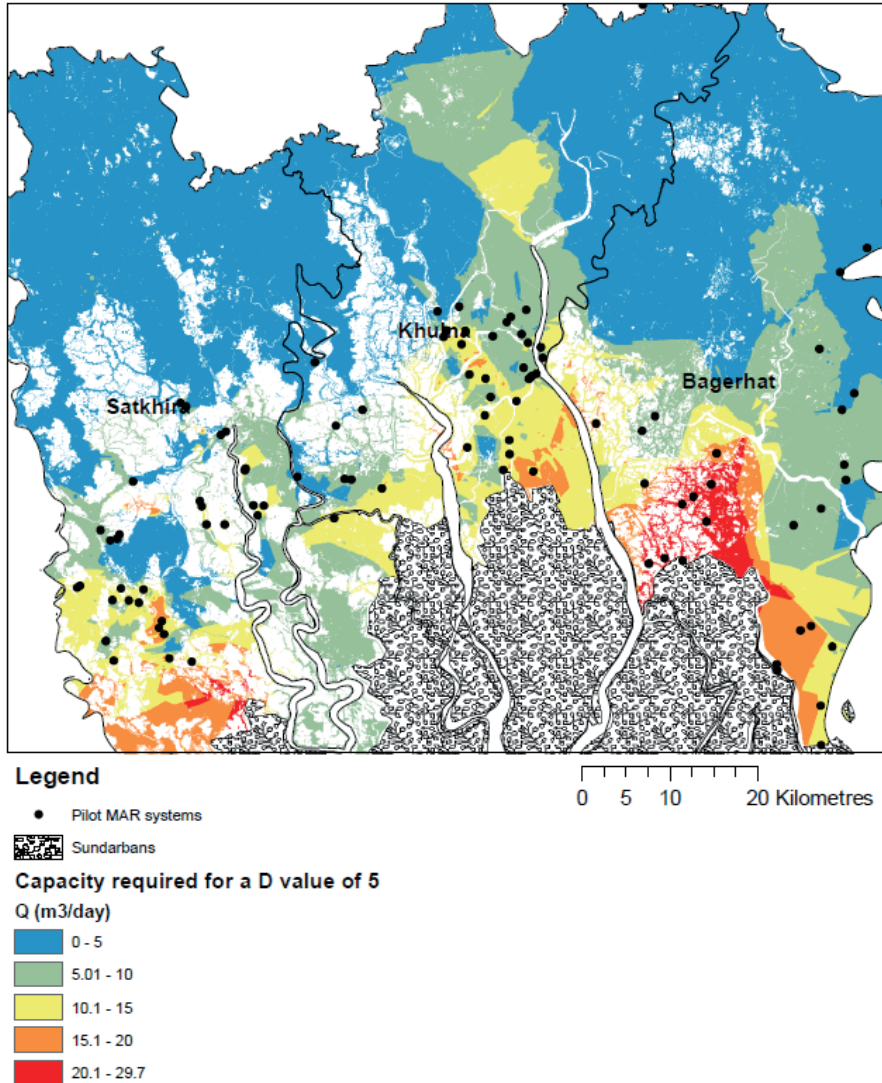 Khulna
Bagerhat
Satkhira
Legend
0 5 10 20 Kilometres
Pilot MAR systems
Sundarbans
Capacity required for a D value of 5
Q (m3/day)
0 - 5
5.01 - 10
10.1 - 15
15.1 - 20
20.1 - 29.7